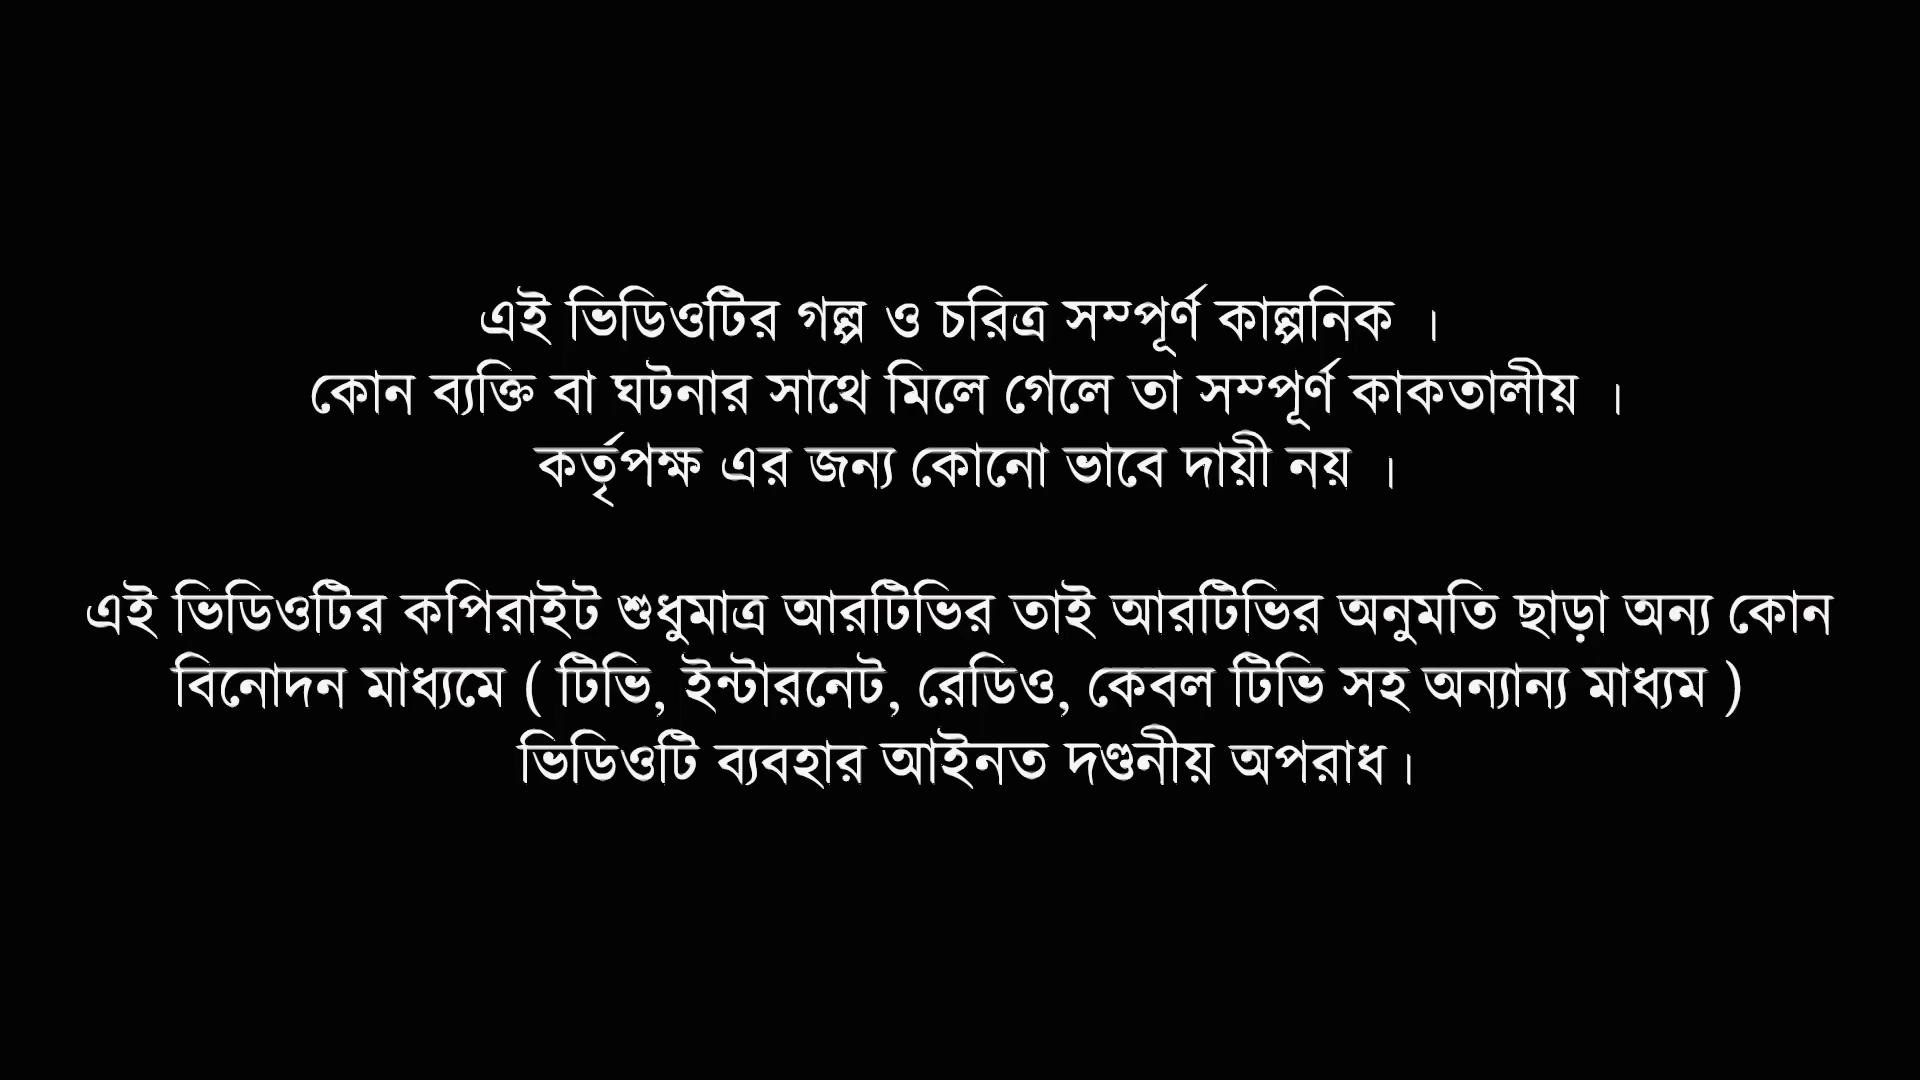 এই ভিডিওটির গল্প ও চরিত্র সম্পূর্ণ কাল্পনিক ।
কোন ব্যক্তি বা ঘটনার সাথে মিলে গেলে তা সম্পূর্ণ কাকতালীয় ।
কর্তৃপক্ষ এর জন্য কোনো ভাবে দায়ী নয় ।
এই ভিডিওটির কপিরাইট শুধুমাত্র আরটিভির তাই আরটিভির অনুমতি ছাড়া অন্য কোন
বিনোদন মাধ্যমে ( টিভি, ইন্টারনেট, রেডিও, কেবল টিভি সহ অন্যান্য মাধ্যম )
ভিডিওটি ব্যবহার আইনত দণ্ডনীয় অপরাধ।